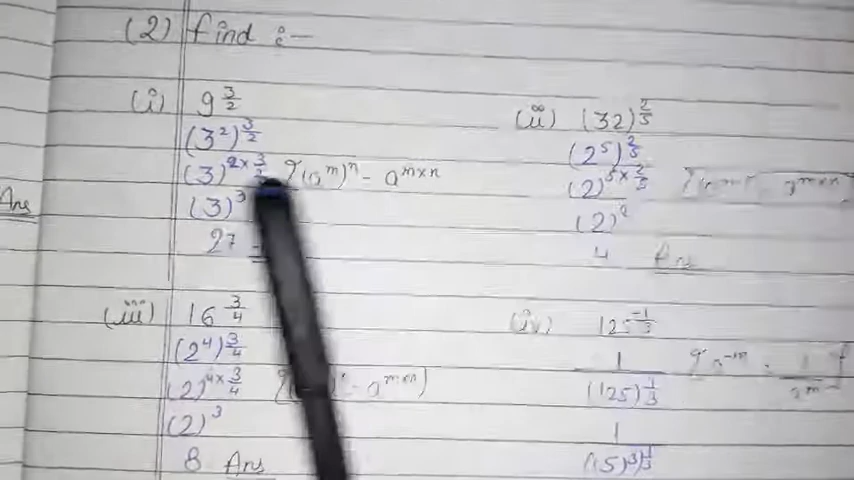 (2) find :-
(i) 9^{3/2}
(3²)^{3/2}
(3)^{2×3/2} {(a^m)^n = a^{m×n}
(3)³
27
Ans
(ii) (32)^{2/5}
(2⁵)^{2/5}
(2)^{5×2/5} a^{m×n}}
(2)²
4 Ans
(iii) 16^{3/4}
(2⁴)^{3/4}
(2)^{4×3/4} = a^{m×n}}
(2)³
8 Ans
(iv) 125^{-1/3}
1
(125)^{1/3} {a^{-m} = 1/a^m}
1
(5)^{3)1/3}